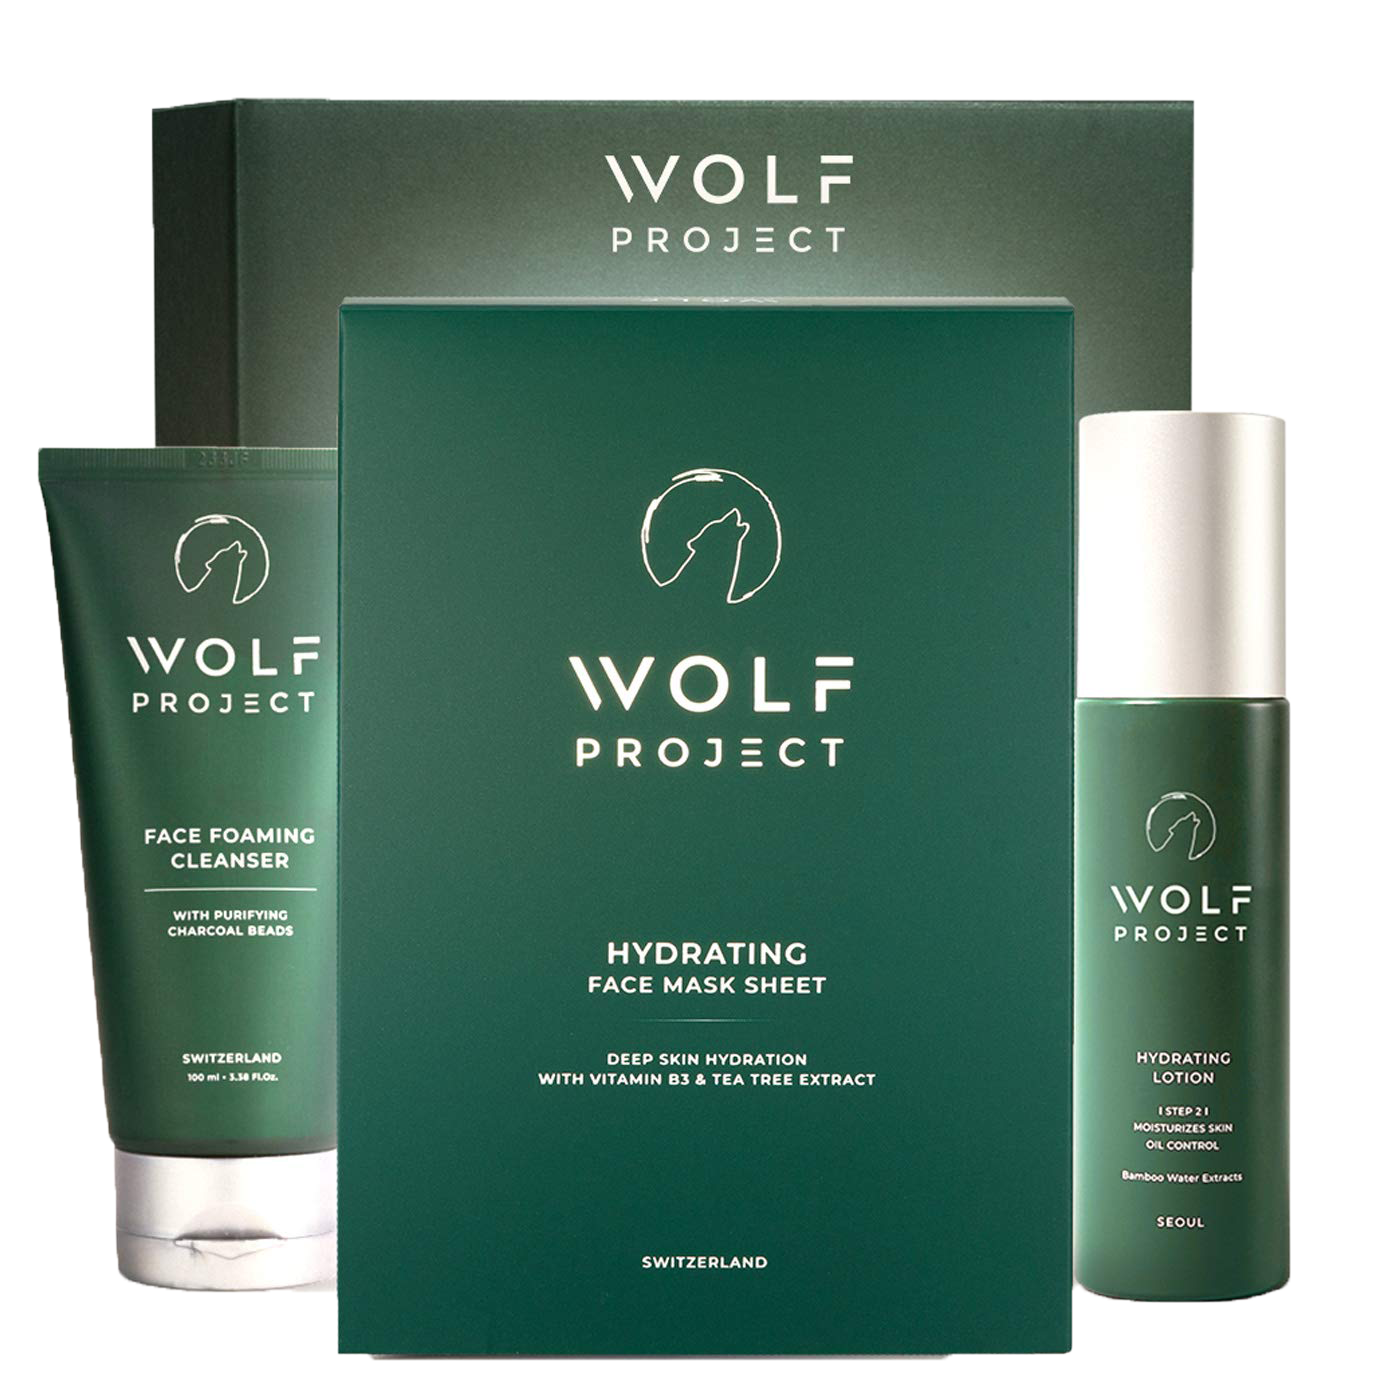 WOLF
PROJECT
WOLF
PROJECT
FACE FOAMING
CLEANSER
WITH PURIFYING
CHARCOAL BEADS
SWITZERLAND
100 ml • 3.38 Fl.Oz.
WOLF
PROJECT
HYDRATING
FACE MASK SHEET
DEEP SKIN HYDRATION
WITH VITAMIN B3 & TEA TREE EXTRACT
SWITZERLAND
WOLF
PROJECT
HYDRATING
LOTION
I STEP 2 I
MOISTURIZES SKIN
OIL CONTROL
Bamboo Water Extracts
SEOUL